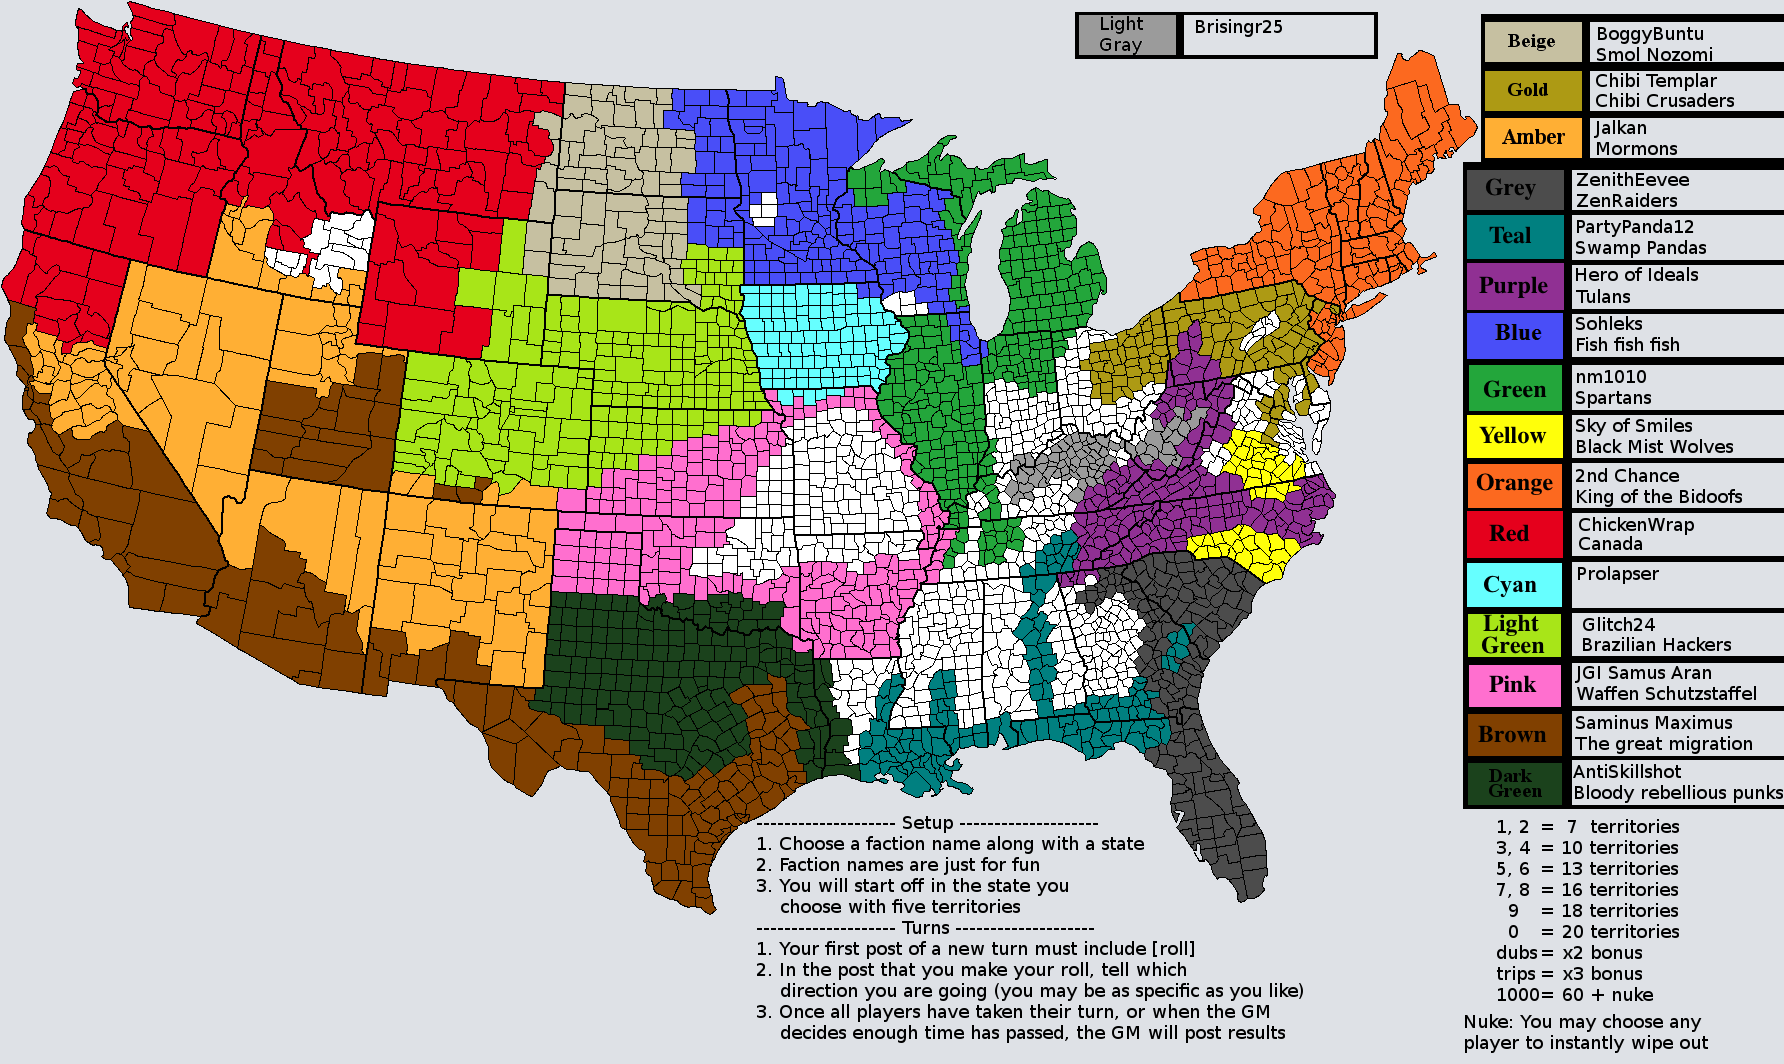 Light
Gray
Brisingr25
Beige
BoggyBuntu
Smol Nozomi
Gold
Chibi Templar
Chibi Crusaders
Amber
Jalkan
Mormons
Grey
ZenithEevee
ZenRaiders
Teal
PartyPanda12
Swamp Pandas
Purple
Hero of Ideals
Tulans
Blue
Sohleks
Fish fish fish
Green
nm1010
Spartans
Yellow
Sky of Smiles
Black Mist Wolves
Orange
2nd Chance
King of the Bidoofs
Red
ChickenWrap
Canada
Cyan
Prolapser
Light
Green
Glitch24
Brazilian Hackers
Pink
JGI Samus Aran
Waffen Schutzstaffel
Brown
Saminus Maximus
The great migration
Dark
Green
AntiSkillshot
Bloody rebellious punks
-------------------- Setup --------------------
1. Choose a faction name along with a state
2. Faction names are just for fun
3. You will start off in the state you
choose with five territories
-------------------- Turns --------------------
1. Your first post of a new turn must include [roll]
2. In the post that you make your roll, tell which
direction you are going (you may be as specific as you like)
3. Once all players have taken their turn, or when the GM
decides enough time has passed, the GM will post results
1, 2 = 7 territories
3, 4 = 10 territories
5, 6 = 13 territories
7, 8 = 16 territories
9 = 18 territories
0 = 20 territories
dubs = x2 bonus
trips = x3 bonus
1000= 60 + nuke
Nuke: You may choose any
player to instantly wipe out